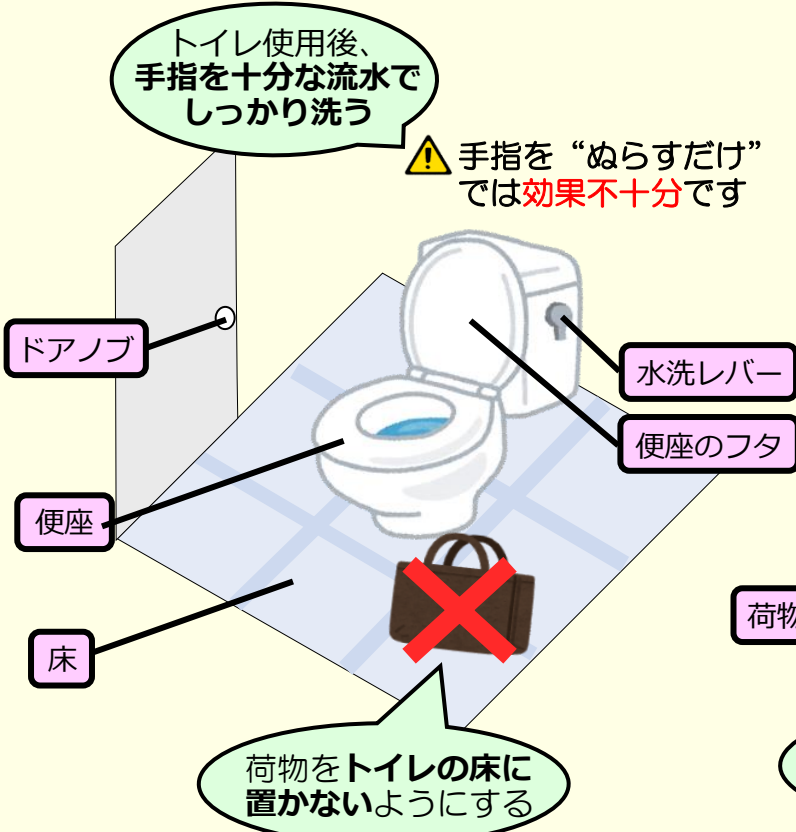 トイレ使用後、
手指を十分な流水で
しっかり洗う
手指を“ぬらすだけ”
では効果不十分です
ドアノブ
水洗レバー
便座のフタ
便座
荷物
床
荷物をトイレの床に
置かないようにする